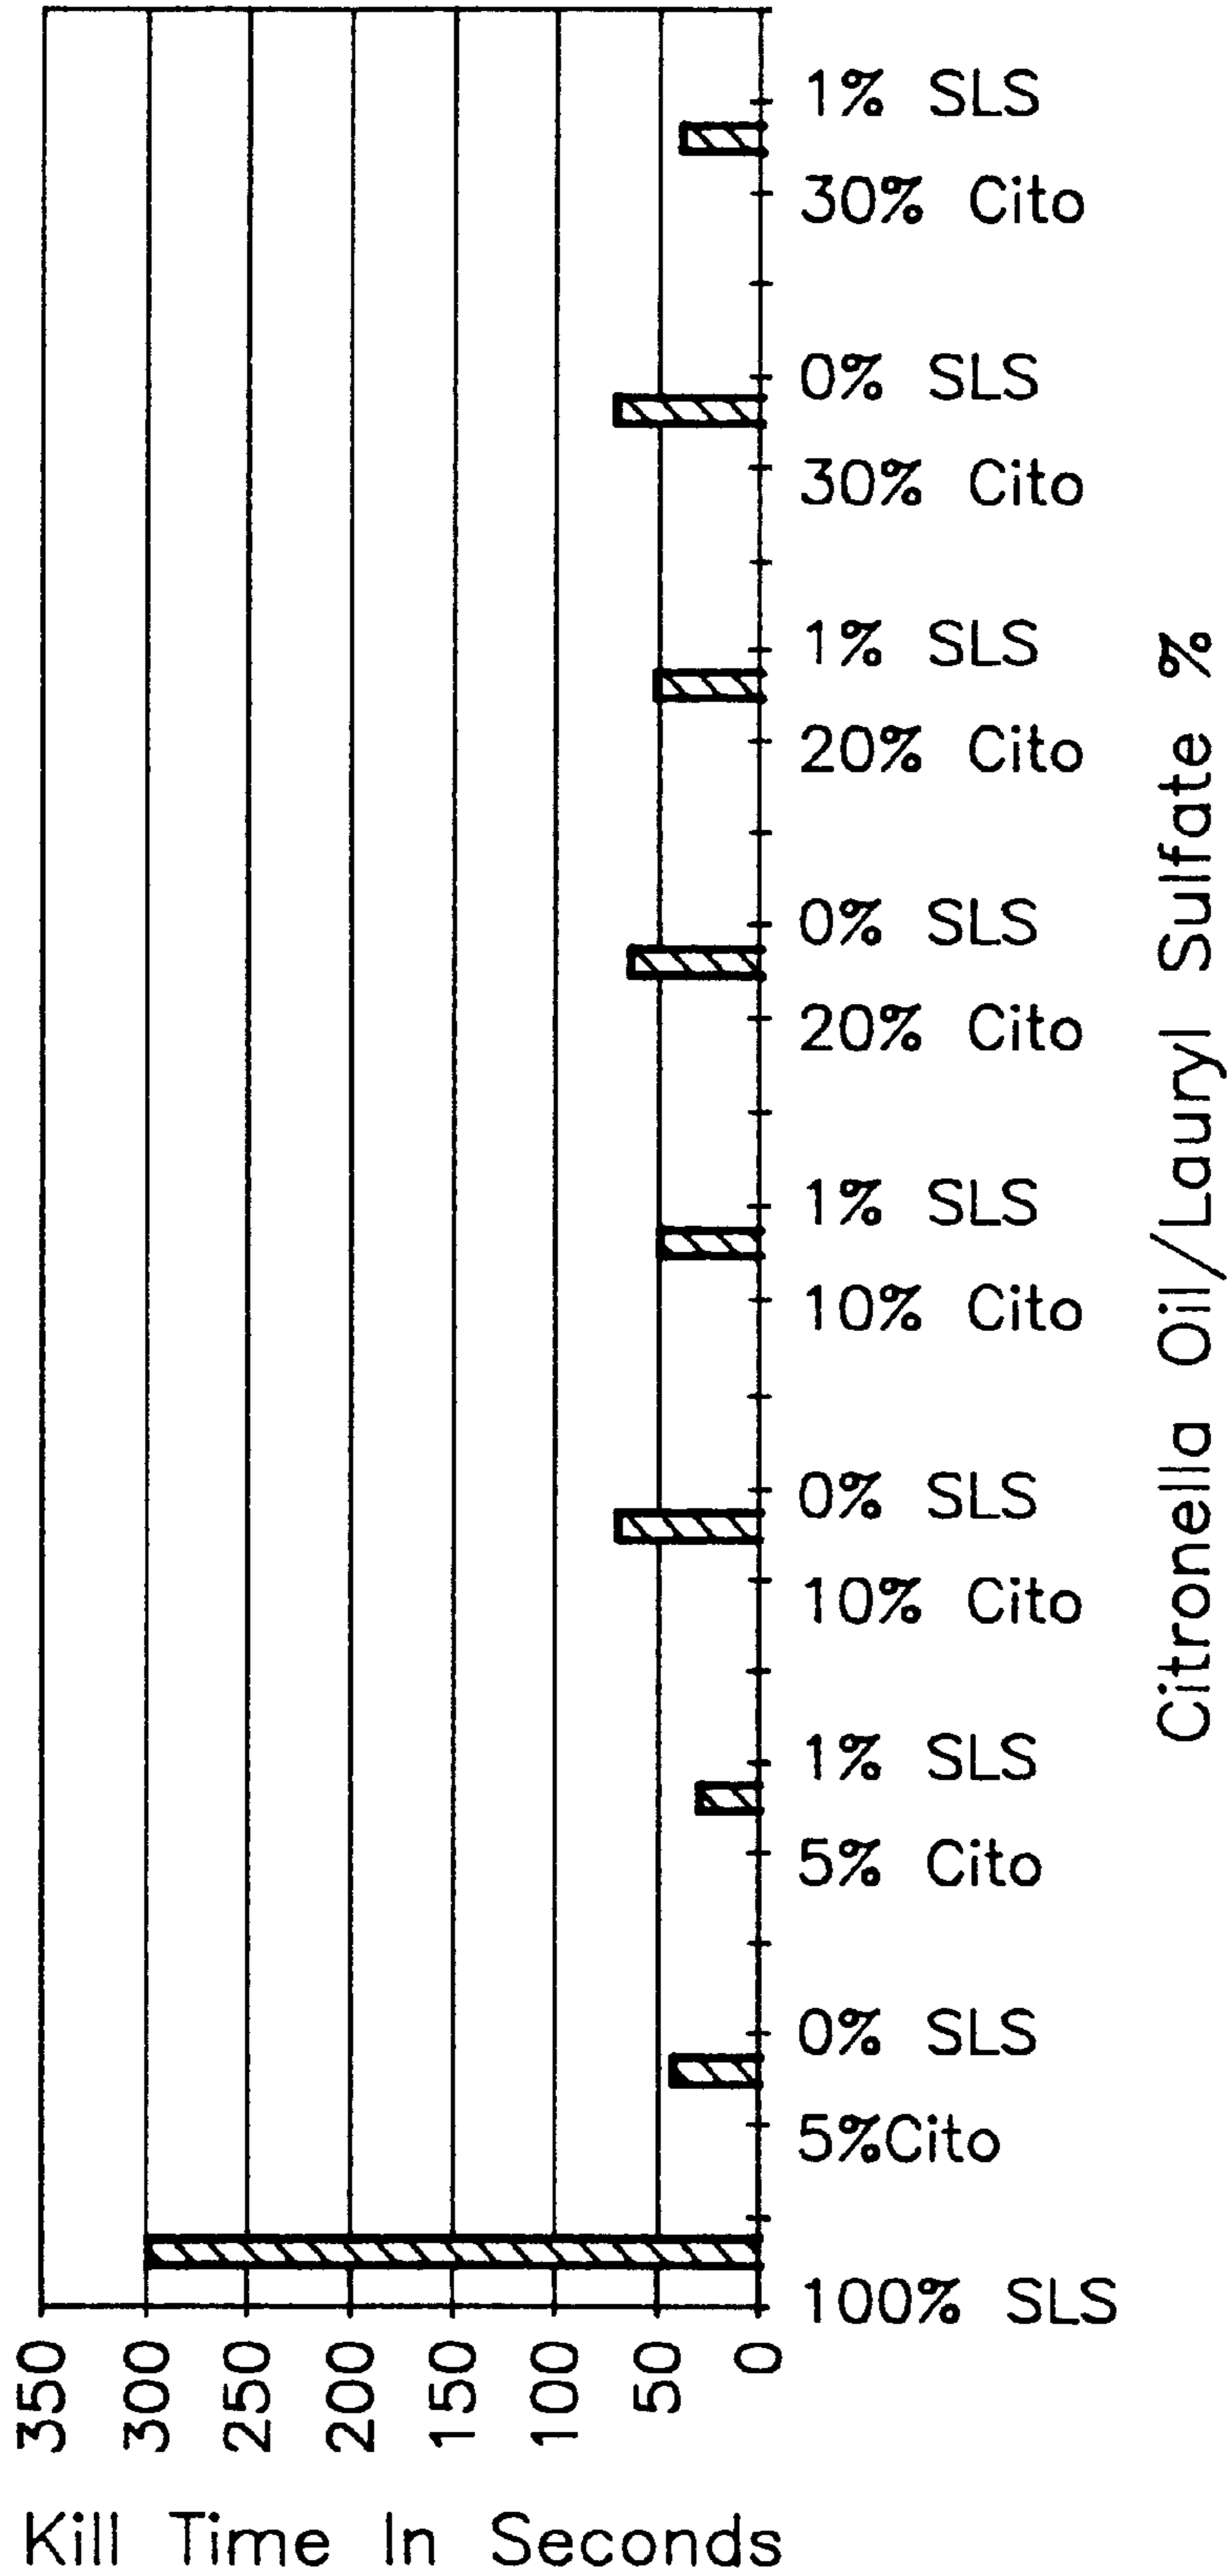 1% SLS
30% Cito
0% SLS
30% Cito
1% SLS
20% Cito
0% SLS
20% Cito
1% SLS
10% Cito
0% SLS
10% Cito
1% SLS
5% Cito
0% SLS
5%Cito
100% SLS
Citronella Oil/Lauryl Sulfate %
350
300
250
200
150
100
50
0
Kill Time In Seconds